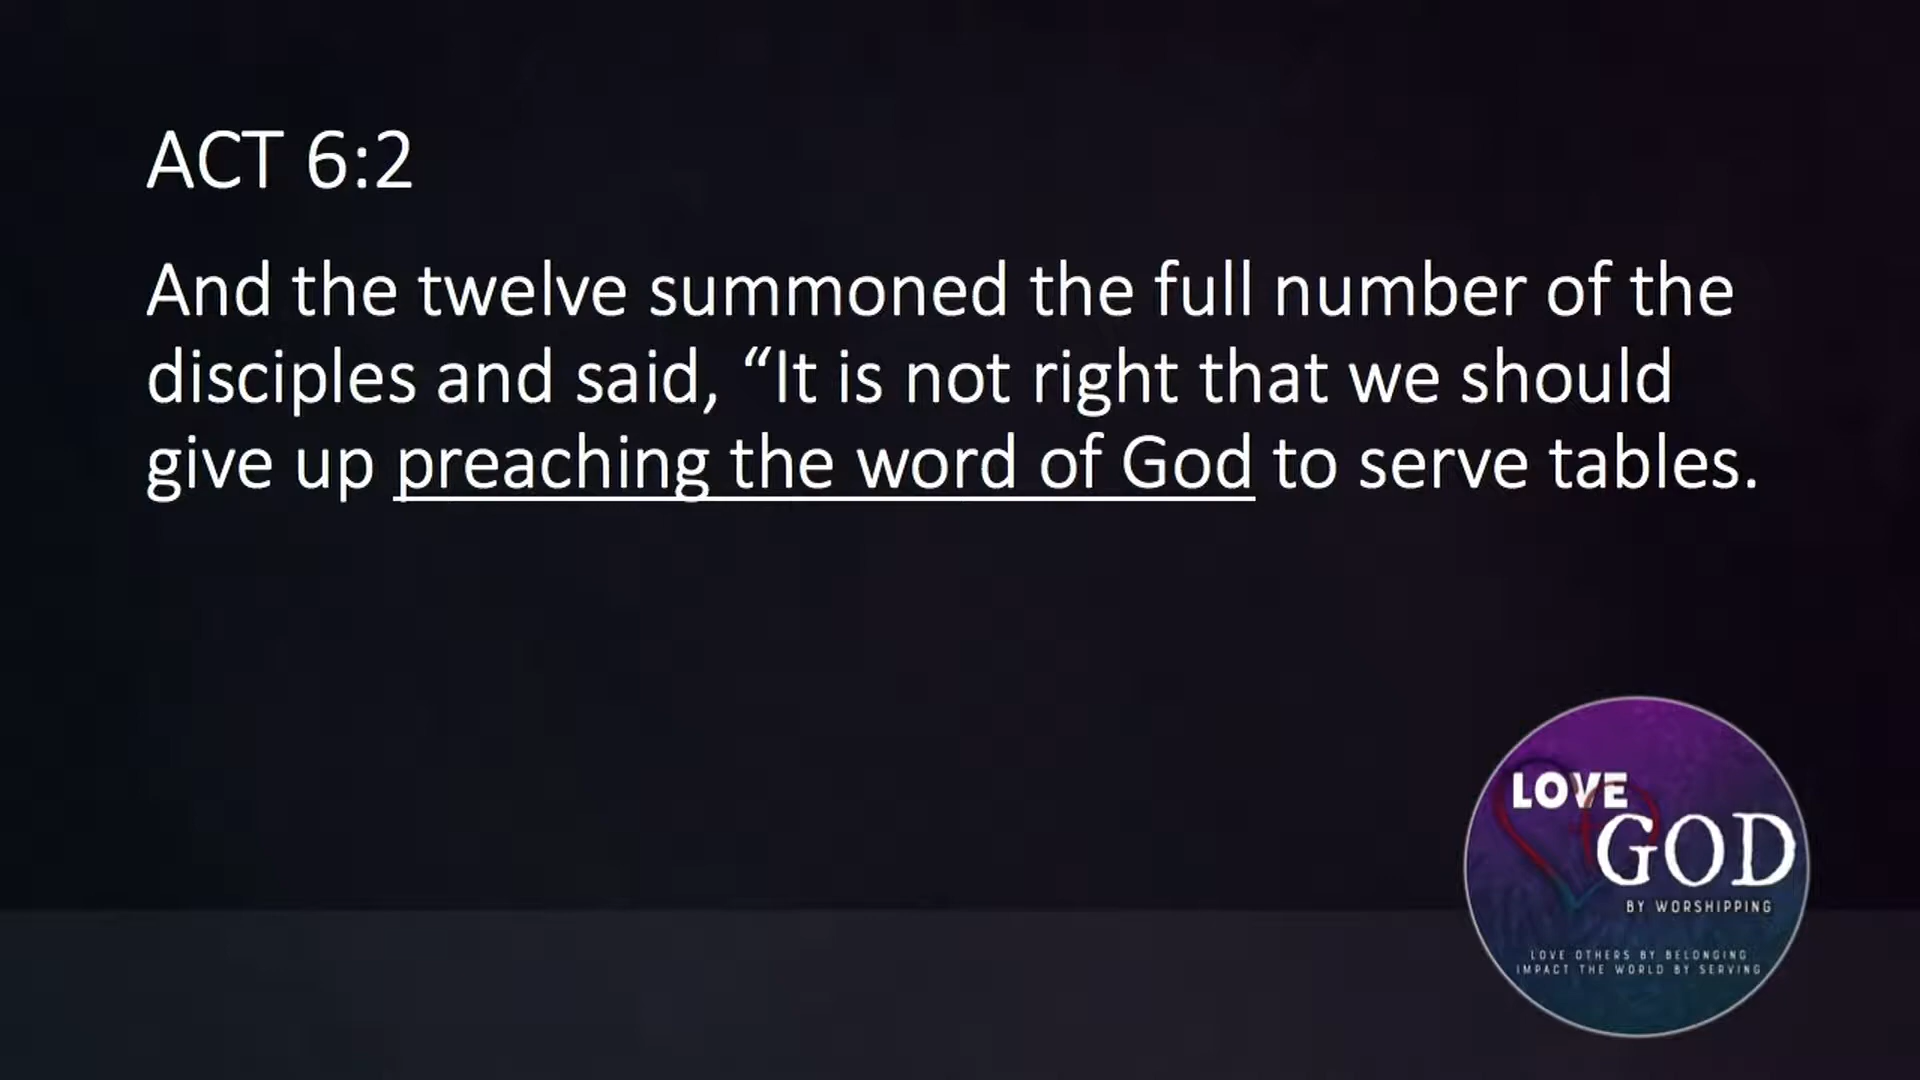 ACT 6:2
And the twelve summoned the full number of the
disciples and said, “It is not right that we should
give up preaching the word of God to serve tables.
LOVE
GOD
BY WORSHIPPING
LOVE OTHERS BY BELONGING
IMPACT THE WORLD BY SERVING